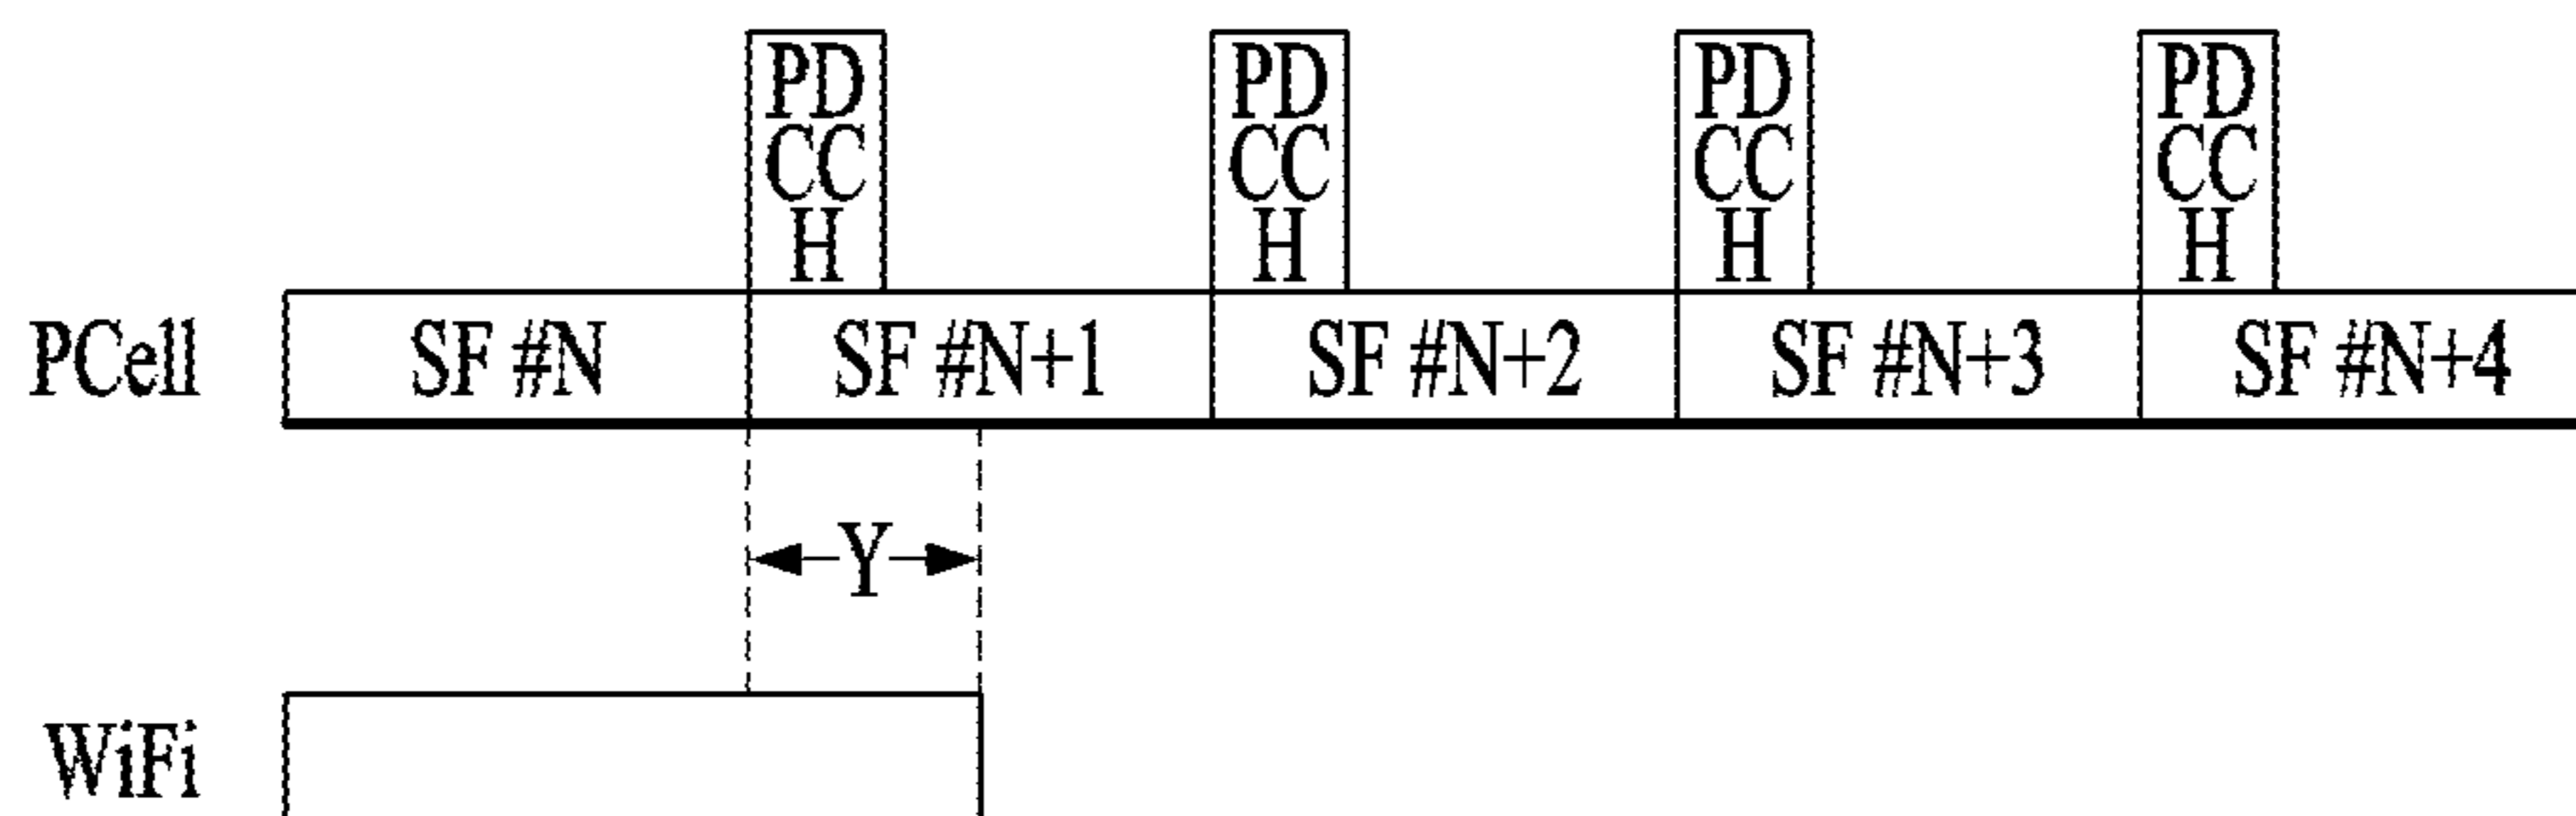 PD
CC
H
PD
CC
H
PD
CC
H
PD
CC
H
PCell
SF #N
SF #N+1
SF #N+2
SF #N+3
SF #N+4
Y
WiFi